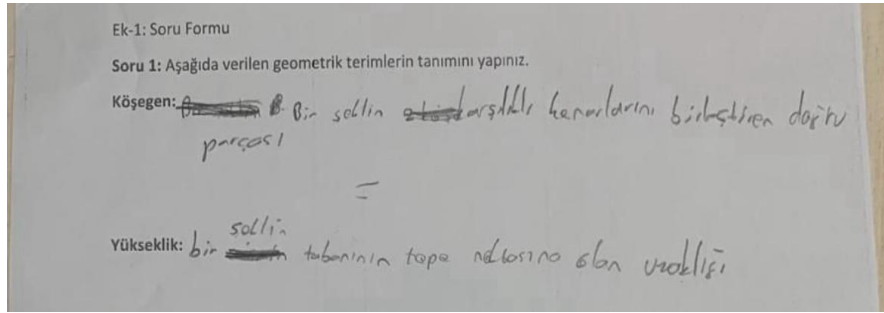 Ek-1: Soru Formu
Soru 1: Aşağıda verilen geometrik terimlerin tanımını yapınız.
Köşegen: B. Bir şeklin karşılıklı kenarlarını birleştiren doğru
parçası
=
şeklin
Yükseklik: bir tabanının tepe noktasına olan uzaklığı